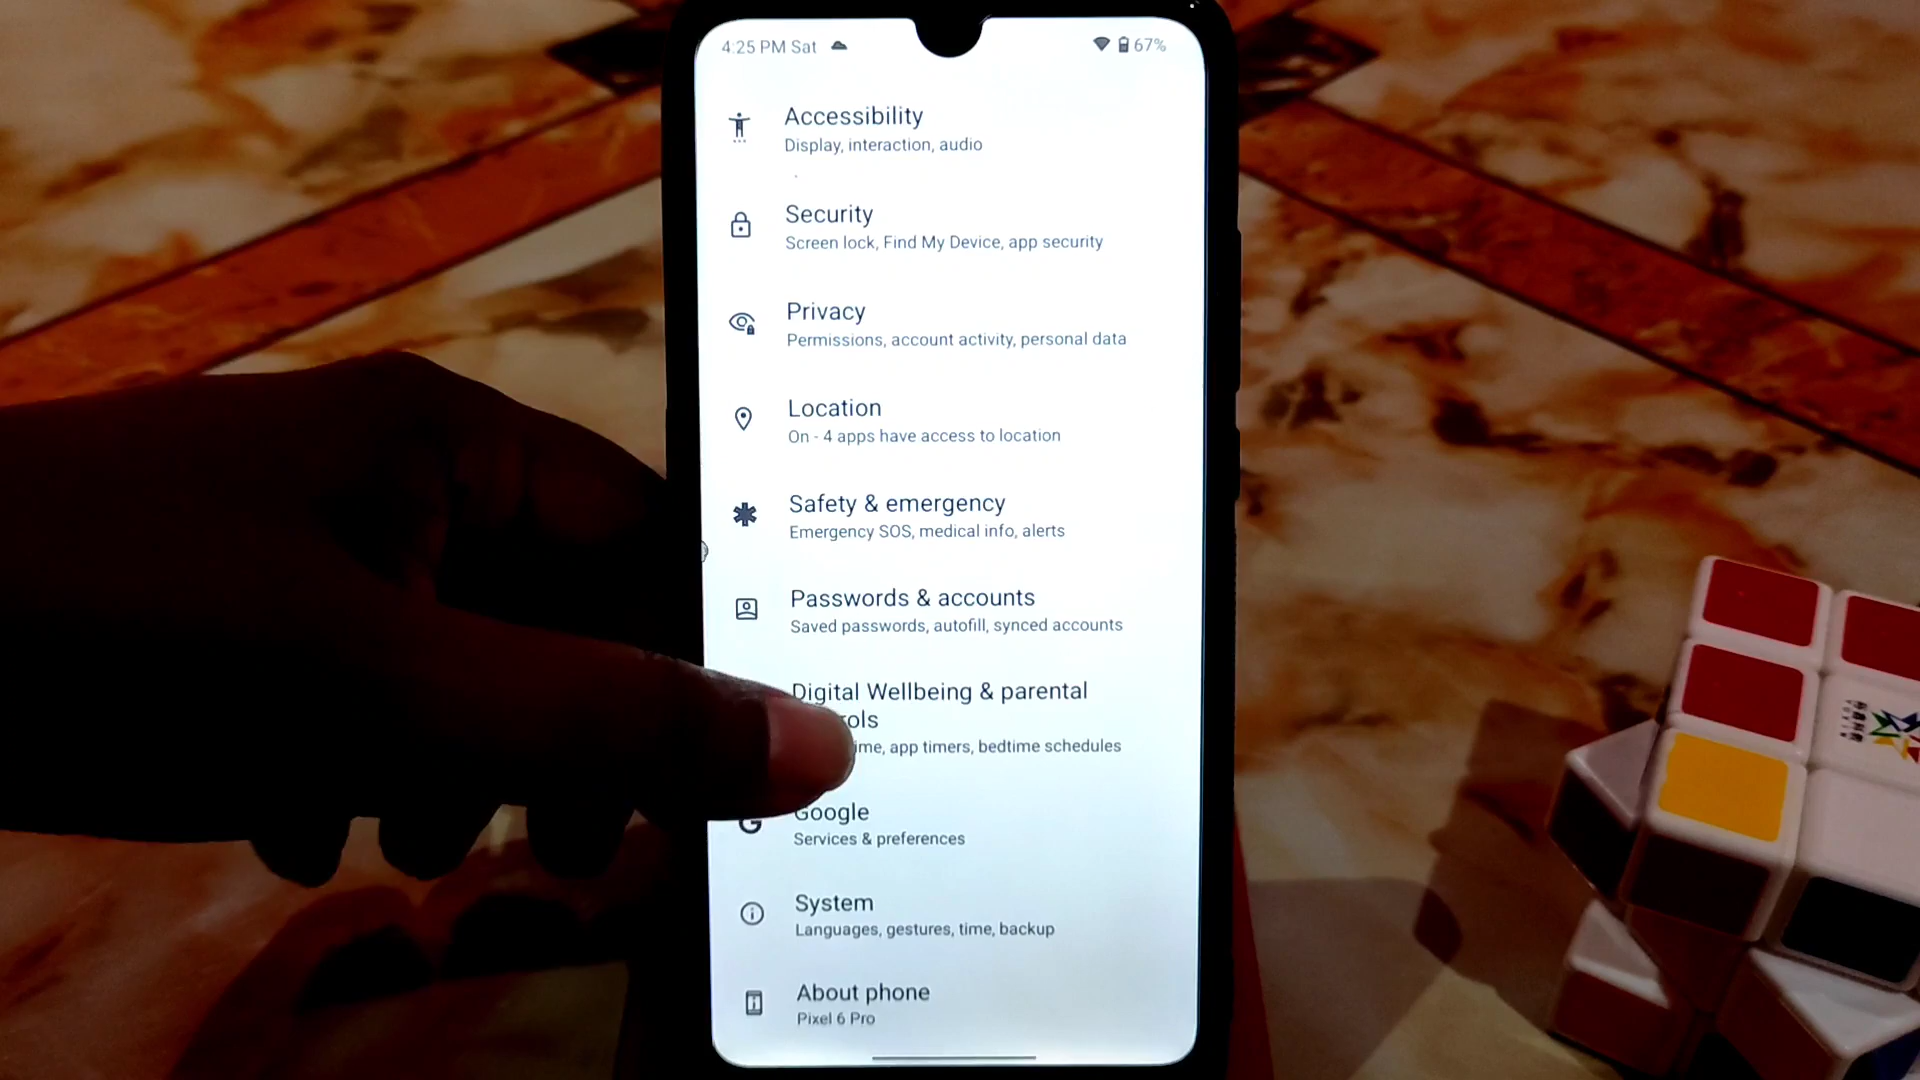 4:25 PM Sat 67%
Accessibility
Display, interaction, audio
Security
Screen lock, Find My Device, app security
Privacy
Permissions, account activity, personal data
Location
On - 4 apps have access to location
Safety & emergency
Emergency SOS, medical info, alerts
Passwords & accounts
Saved passwords, autofill, synced accounts
Digital Wellbeing & parental
rols
ime, app timers, bedtime schedules
Google
Services & preferences
System
Languages, gestures, time, backup
About phone
Pixel 6 Pro